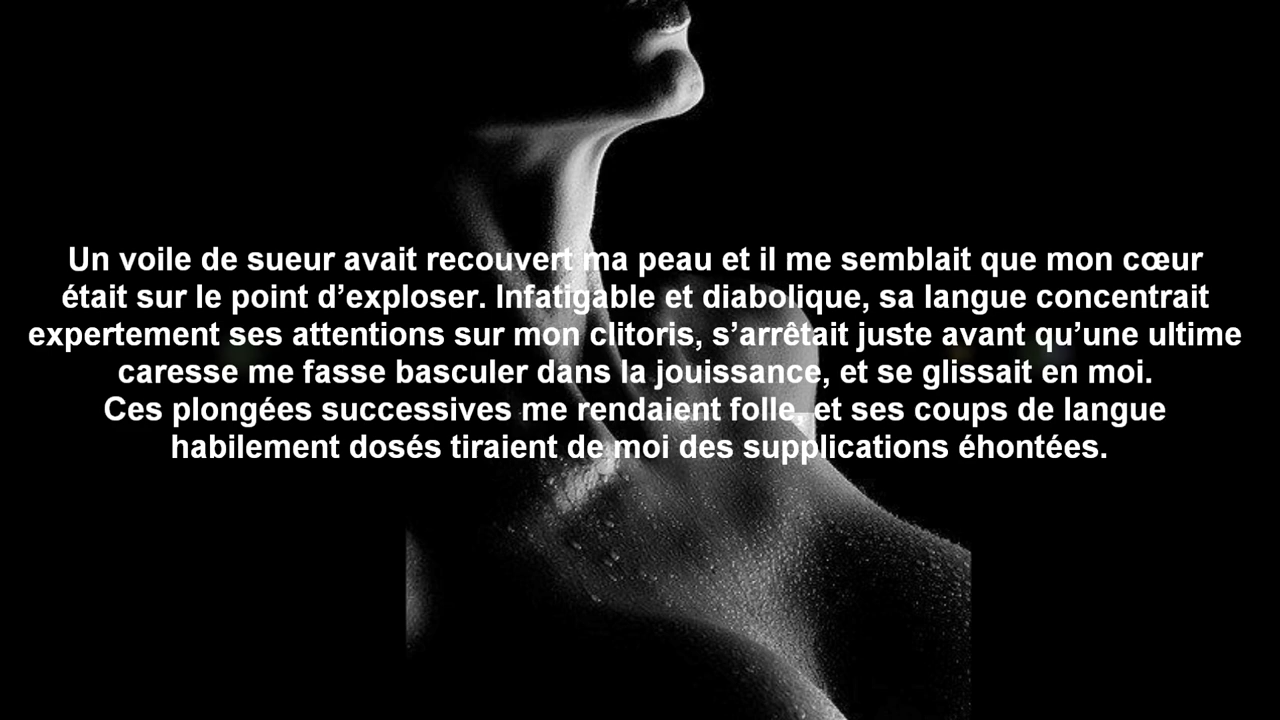 Un voile de sueur avait recouvert ma peau et il me semblait que mon cœur
était sur le point d’exploser. Infatigable et diabolique, sa langue concentrait
expertement ses attentions sur mon clitoris, s’arrêtait juste avant qu’une ultime
caresse me fasse basculer dans la jouissance, et se glissait en moi.
Ces plongées successives me rendaient folle, et ses coups de langue
habilement dosés tiraient de moi des supplications éhontées.